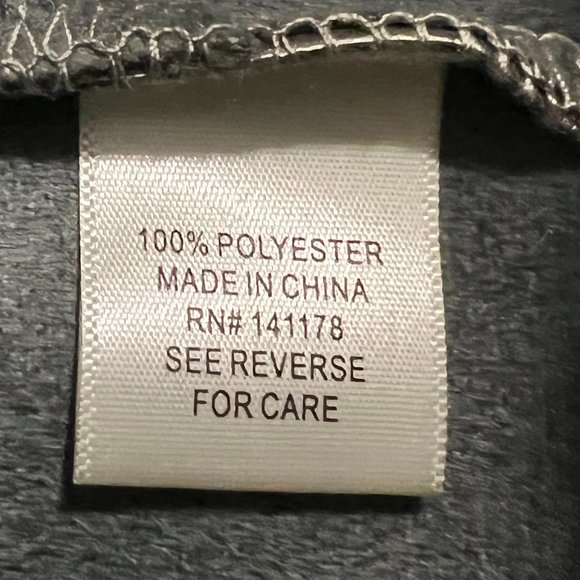 100% POLYESTER
MADE IN CHINA
RN# 141178
SEE REVERSE
FOR CARE